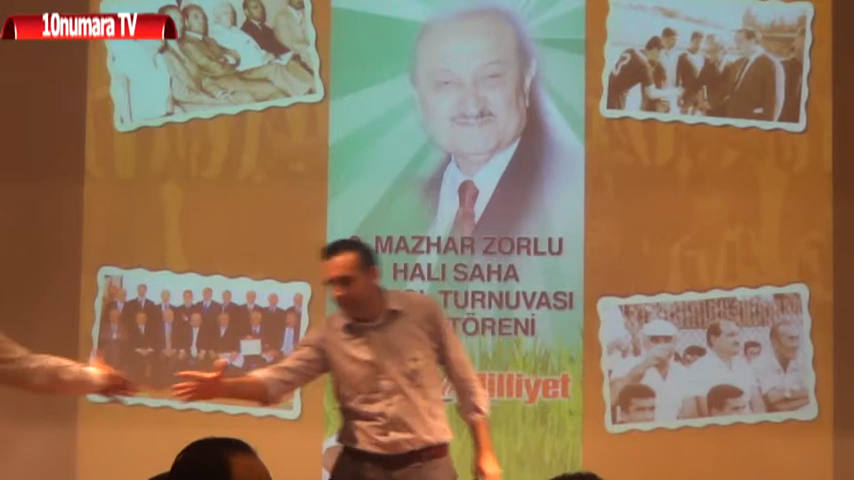 10numara TV
MAZHAR ZORLU
HALI SAHA
TURNUVASI
TÖRENİ
Milliyet